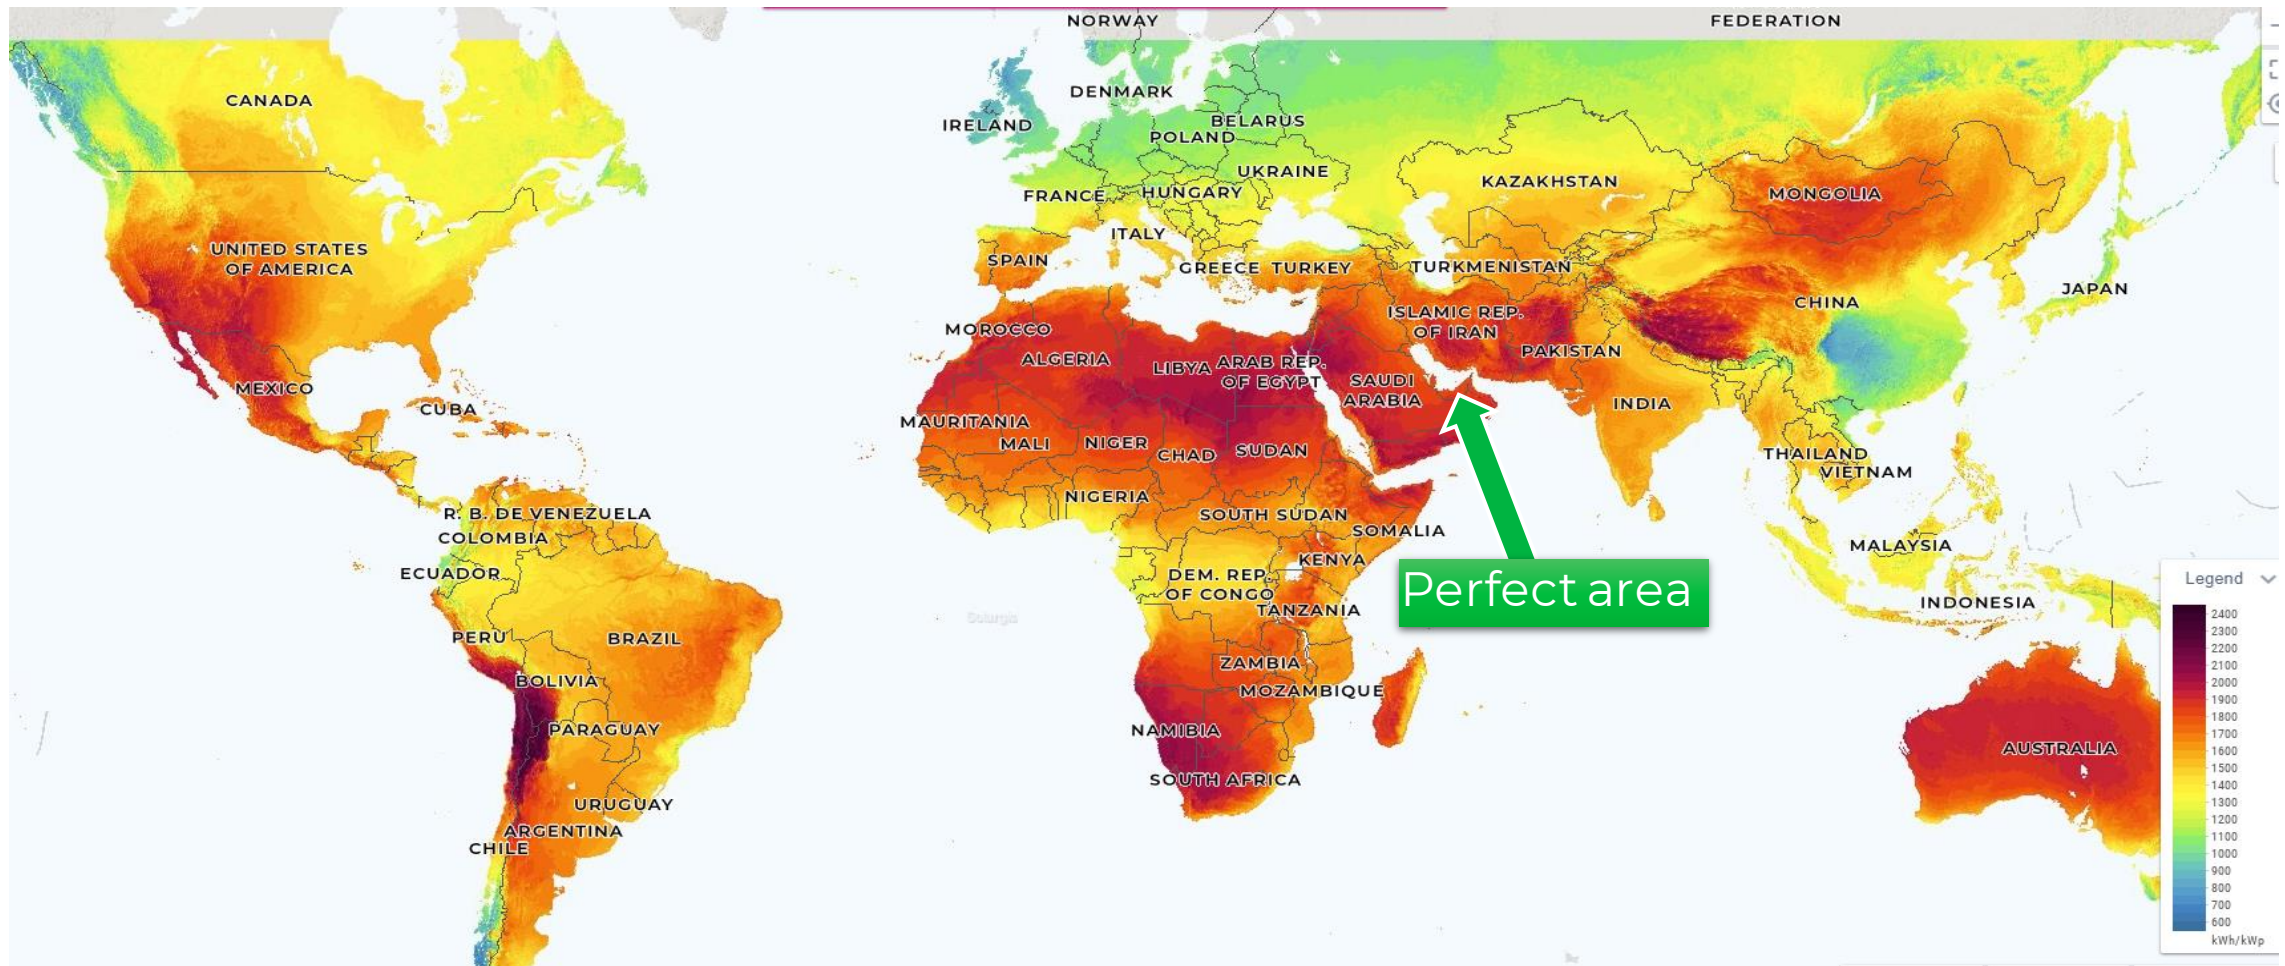 NORWAY
FEDERATION
CANADA
DENMARK
IRELAND
BELARUS
POLAND
UKRAINE
KAZAKHSTAN
FRANCE
HUNGARY
MONGOLIA
ITALY
UNITED STATES
OF AMERICA
SPAIN
GREECE
TURKEY
TURKMENISTAN
JAPAN
CHINA
ISLAMIC REP.
OF IRAN
MOROCCO
ALGERIA
LIBYA
ARAB REP.
OF EGYPT
PAKISTAN
SAUDI
ARABIA
MEXICO
CUBA
INDIA
MAURITANIA
MALI
NIGER
CHAD
SUDAN
THAILAND
VIETNAM
NIGERIA
R. B. DE VENEZUELA
COLOMBIA
SOUTH SUDAN
SOMALIA
MALAYSIA
KENYA
ECUADOR
DEM. REP.
OF CONGO
Perfect area
TANZANIA
INDONESIA
PERU
BRAZIL
ZAMBIA
BOLIVIA
MOZAMBIQUE
PARAGUAY
NAMIBIA
AUSTRALIA
SOUTH AFRICA
URUGUAY
ARGENTINA
CHILE
Legend
2400
2300
2200
2100
2000
1900
1800
1700
1600
1500
1400
1300
1200
1100
1000
900
800
700
600
kWh/kWp